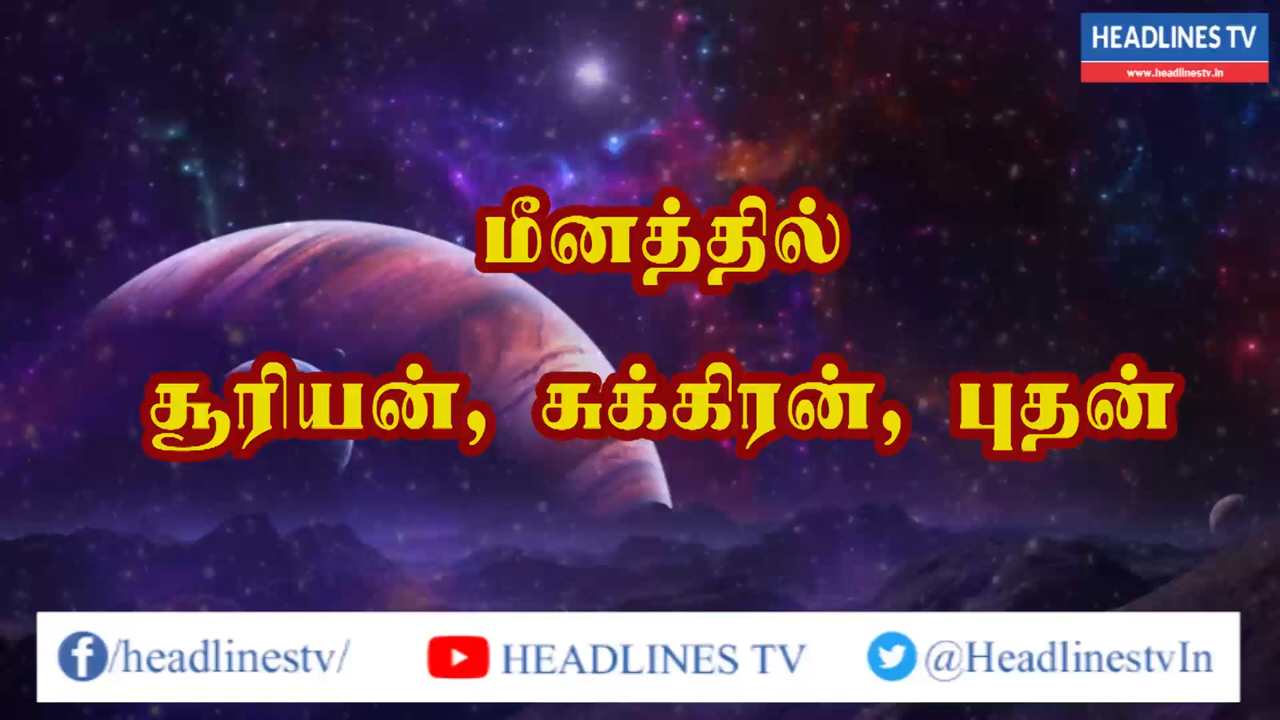 HEADLINES TV
www.headlinestv.in
மீனத்தில்
சூரியன், சுக்கிரன், புதன்
/headlinestv/ HEADLINES TV @HeadlinestvIn